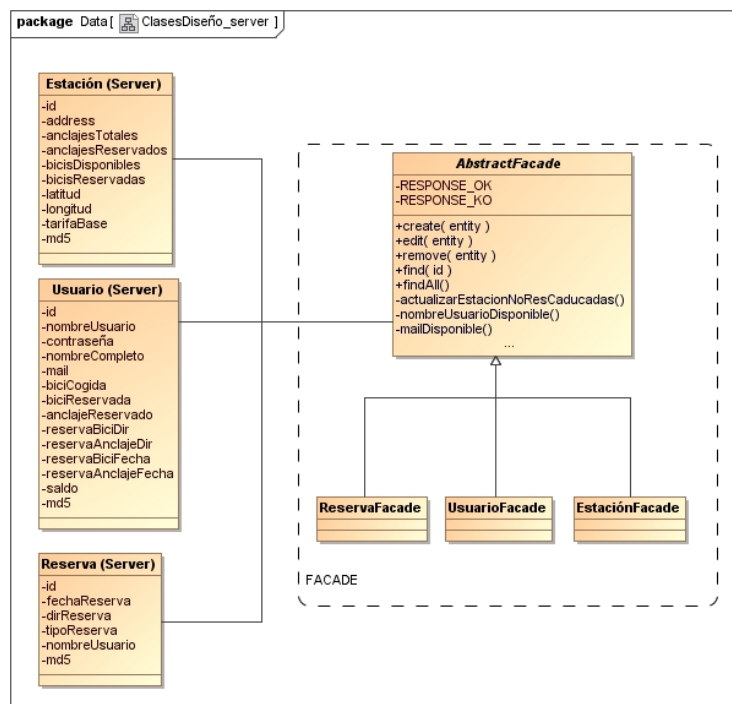 package Data [ ClasesDiseño_server ]
Estación (Server)
-id
-address
-anclajesTotales
-anclajesReservados
-bicisDisponibles
-bicisReservadas
-latitud
-longitud
-tarifaBase
-md5
Usuario (Server)
-id
-nombreUsuario
-contraseña
-nombreCompleto
-mail
-biciCogida
-biciReservada
-anclajeReservado
-reservaBiciDir
-reservaAnclajeDir
-reservaBiciFecha
-reservaAnclajeFecha
-saldo
-md5
Reserva (Server)
-id
-fechaReserva
-dirReserva
-tipoReserva
-nombreUsuario
-md5
AbstractFacade
-RESPONSE_OK
-RESPONSE_KO
+create( entity )
+edit( entity )
+remove( entity )
+find( id )
+findAll()
-actualizarEstacionNoResCaducadas()
-nombreUsuarioDisponible()
-mailDisponible()
...
ReservaFacade
UsuarioFacade
EstaciónFacade
FACADE